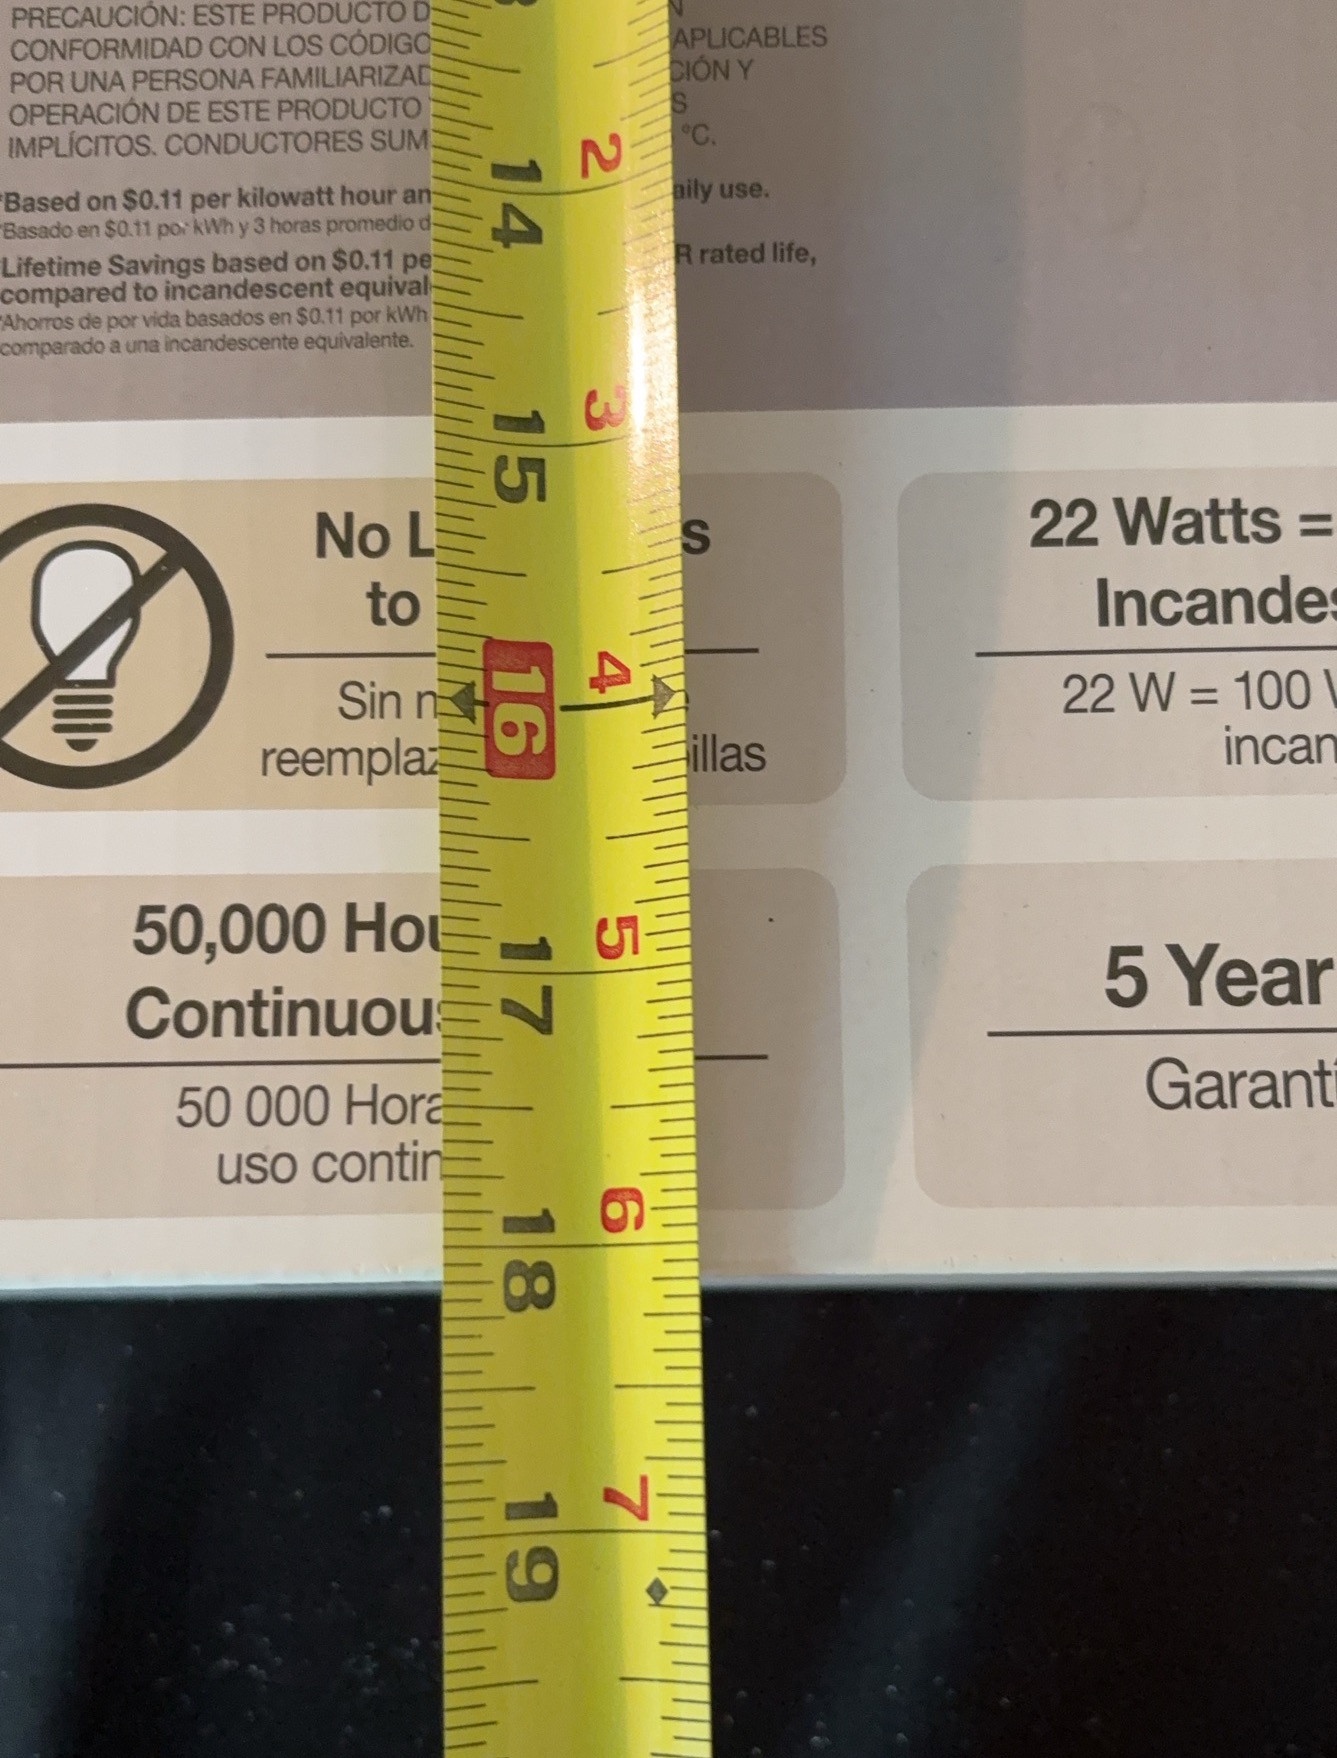 PRECAUCIÓN: ESTE PRODUCTO
CONFORMIDAD CON LOS CÓDIGO APLICABLES
POR UNA PERSONA FAMILIARIZAD CIÓN Y
OPERACIÓN DE ESTE PRODUCTO S
IMPLÍCITOS. CONDUCTORES SUM °C.
*Based on $0.11 per kilowatt hour an aily use.
*Basado en $0.11 por kWh y 3 horas promedio d
Lifetime Savings based on $0.11 pe R rated life,
compared to incandescent equival
*Ahorros de por vida basados en $0.11 por kWh
comparado a una incandescente equivalente.
No L s
to
Sin n
reemplaz illas
22 Watts =
Incandes
22 W = 100 W
incan
50,000 Hou
Continuous
50 000 Hora
uso contin
5 Year
Garantí
2
14
3
15
4
16
5
17
6
18
7
19